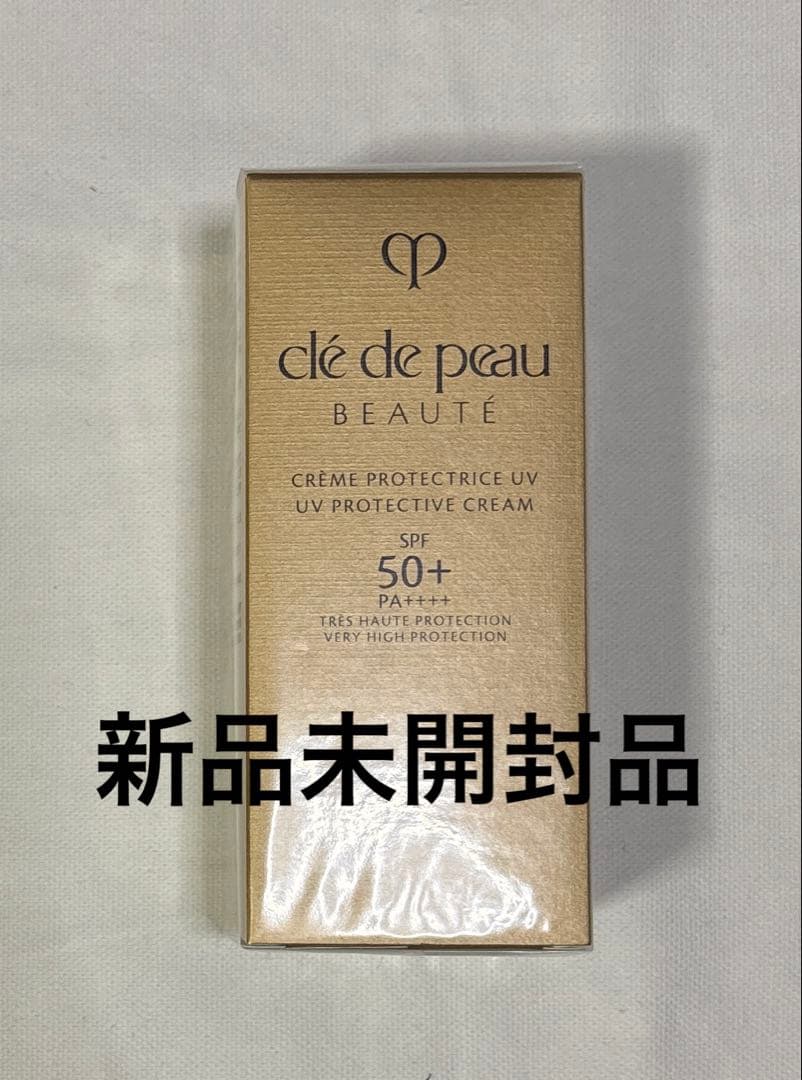 clé de peau
BEAUTÉ
CRÈME PROTECTRICE UV
UV PROTECTIVE CREAM
SPF
50+
PA++++
TRÈS HAUTE PROTECTION
VERY HIGH PROTECTION
新品未開封品